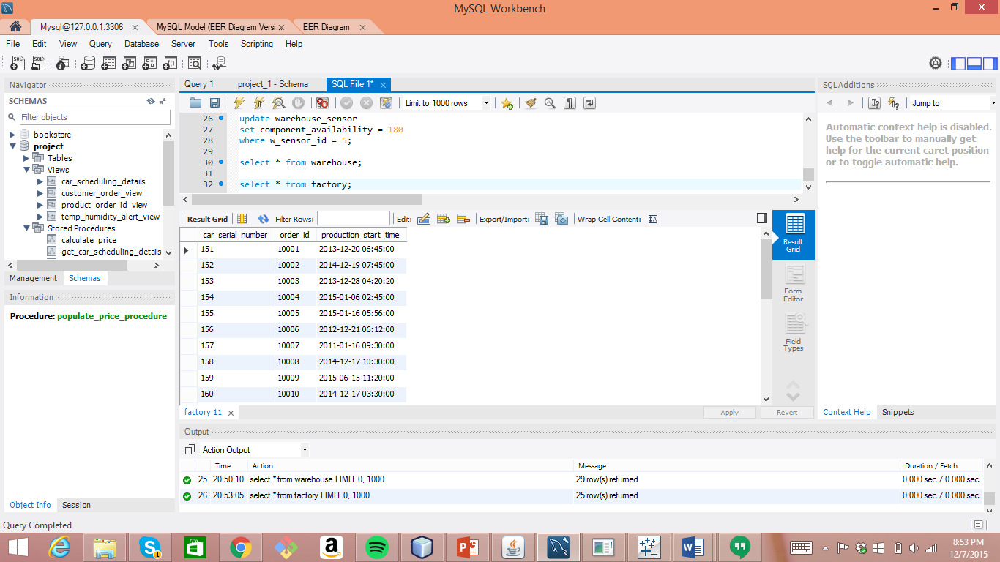 MySQL Workbench
Mysql@127.0.0.1:3306 MySQL Model (EER Diagram Versi... EER Diagram
File Edit View Query Database Server Tools Scripting Help
Navigator
SCHEMAS
Filter objects
bookstore
project
Tables
Views
car_scheduling_details
customer_order_view
product_order_id_view
temp_humidity_alert_view
Stored Procedures
calculate_price
get_car_scheduling_details
Management Schemas
Information
Procedure: populate_price_procedure
Object Info Session
Query 1 project_1 - Schema SQL File 1*
Limit to 1000 rows
26 update warehouse_sensor
27 set component_availability = 180
28 where w_sensor_id = 5;
29
30 select * from warehouse;
31
32 select * from factory;
Result Grid Filter Rows: Edit: Export/Import: Wrap Cell Content:
car_serial_number order_id production_start_time
151 10001 2013-12-20 06:45:00
152 10002 2014-12-19 07:45:00
153 10003 2013-12-28 04:20:20
154 10004 2015-01-06 02:45:00
155 10005 2015-01-16 05:56:00
156 10006 2012-12-21 06:12:00
157 10007 2011-01-16 09:30:00
158 10008 2014-12-17 10:30:00
159 10009 2015-06-15 11:20:00
160 10010 2014-12-17 03:30:00
Result
Grid
Form
Editor
Field
Types
factory 11 Apply Revert
SQLAdditions
Jump to
Automatic context help is disabled.
Use the toolbar to manually get
help for the current caret position
or to toggle automatic help.
Context Help Snippets
Output
Action Output
Time Action Message Duration / Fetch
25 20:50:10 select * from warehouse LIMIT 0, 1000 29 row(s) returned 0.000 sec / 0.000 sec
26 20:53:05 select * from factory LIMIT 0, 1000 25 row(s) returned 0.000 sec / 0.000 sec
Query Completed
8:53 PM
12/7/2015